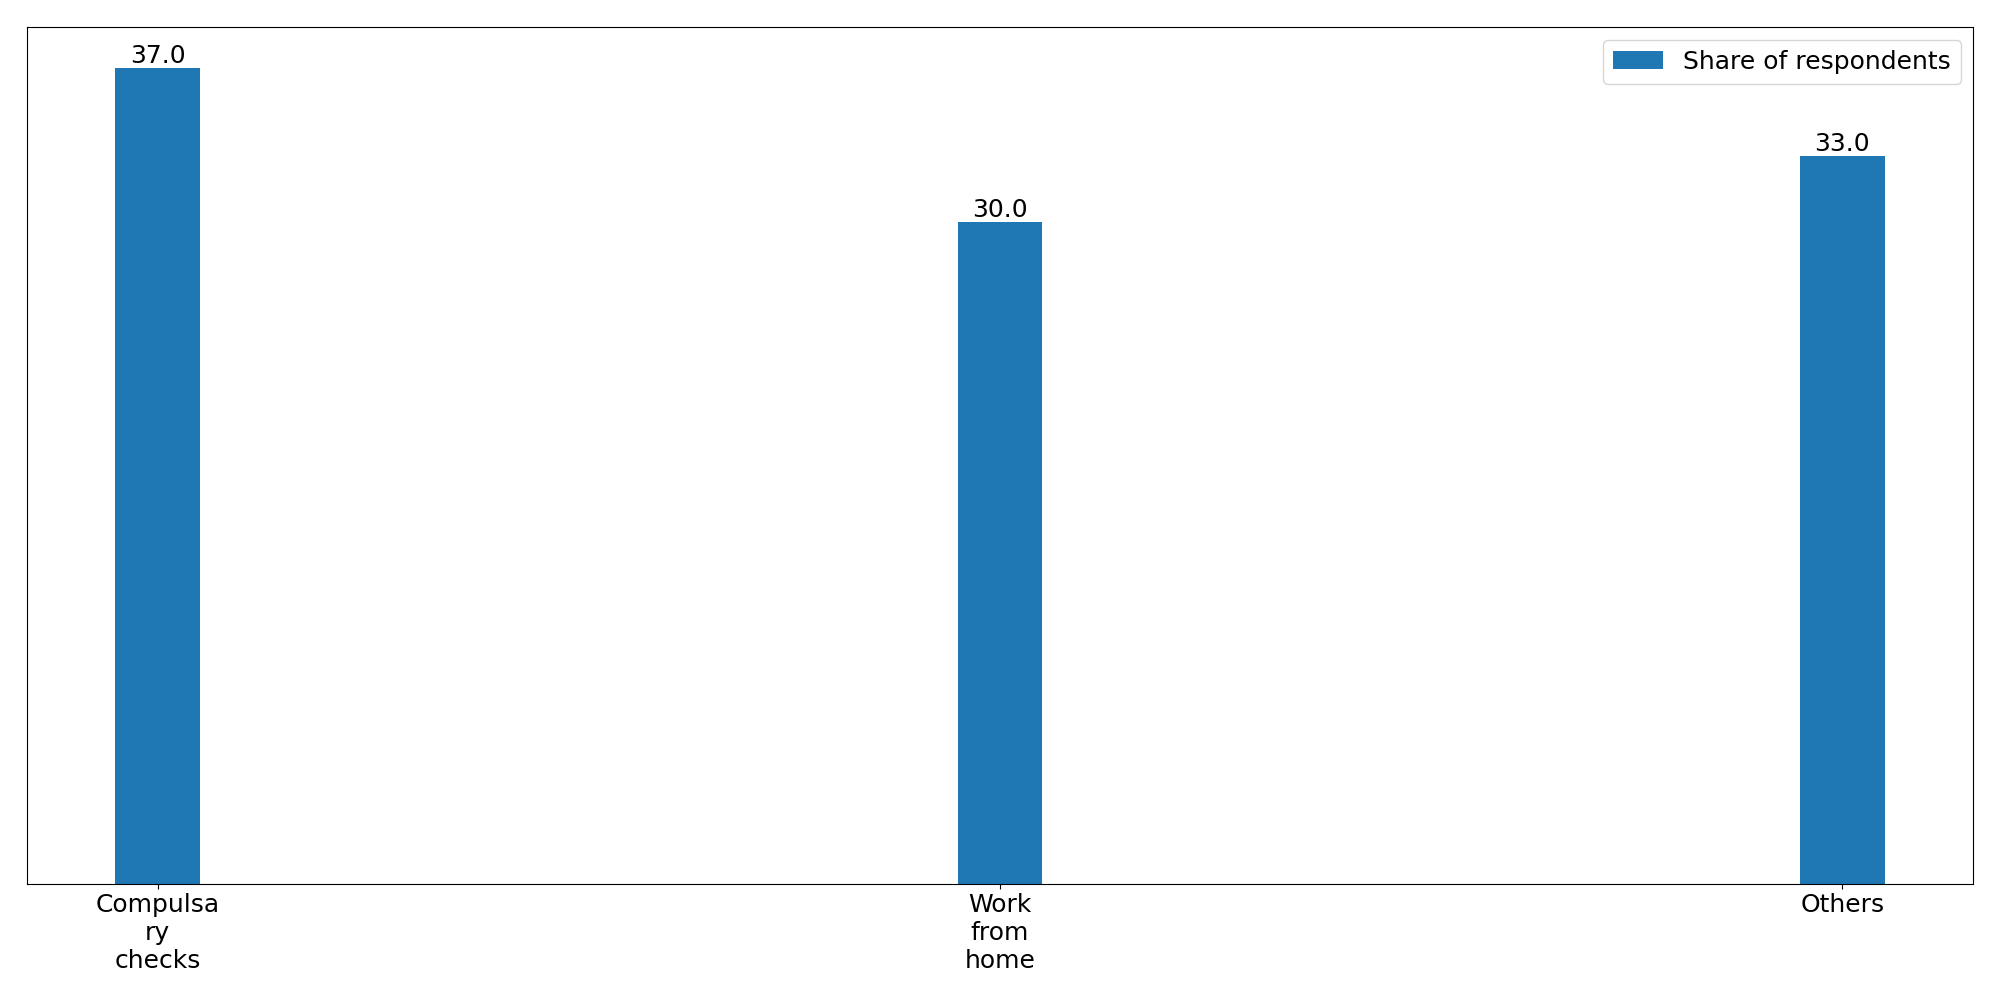 37.0
Share of respondents
33.0
30.0
Compulsa
ry
checks
Work
from
home
Others